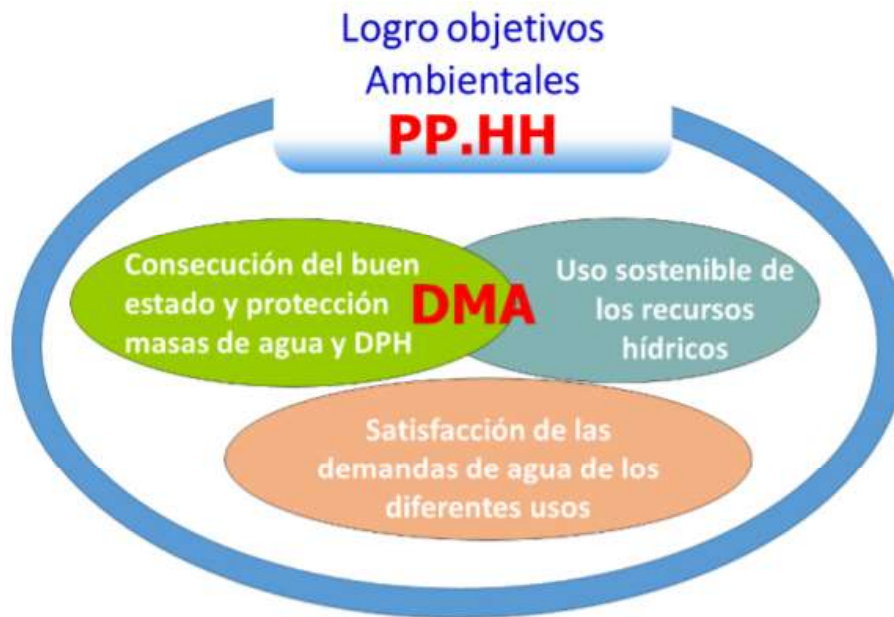 Logro objetivos
Ambientales
PP.HH
Consecución del buen
estado y protección
masas de agua y DPH
DMA
Uso sostenible de
los recursos
hídricos
Satisfacción de las
demandas de agua de los
diferentes usos